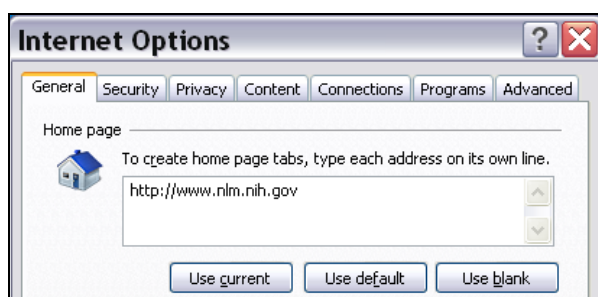 Internet Options ?
General Security Privacy Content Connections Programs Advanced
Home page
To create home page tabs, type each address on its own line.
http://www.nlm.nih.gov
Use current Use default Use blank